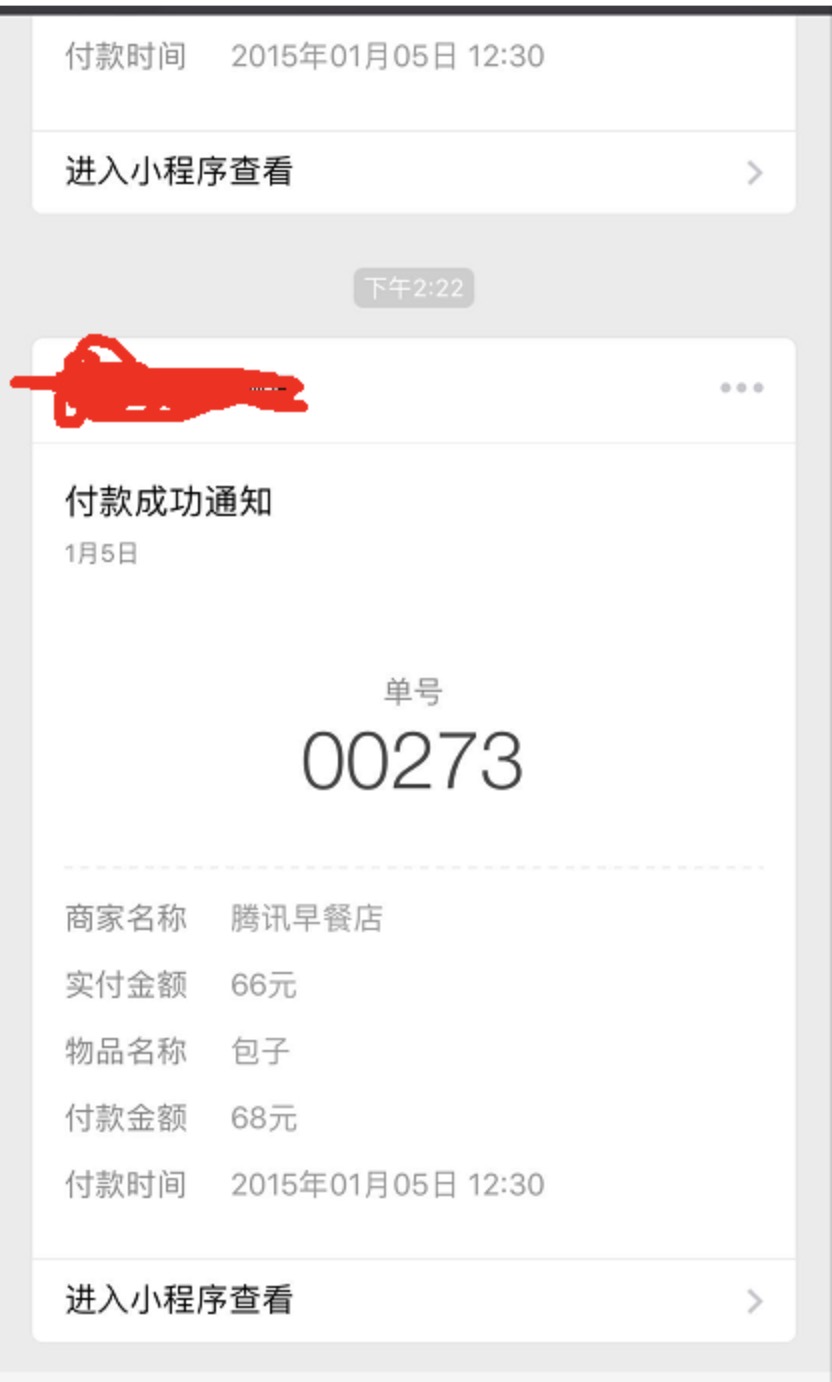 付款时间 2015年01月05日 12:30
进入小程序查看
下午2:22
付款成功通知
1月5日
单号
00273
商家名称 腾讯早餐店
实付金额 66元
物品名称 包子
付款金额 68元
付款时间 2015年01月05日 12:30
进入小程序查看